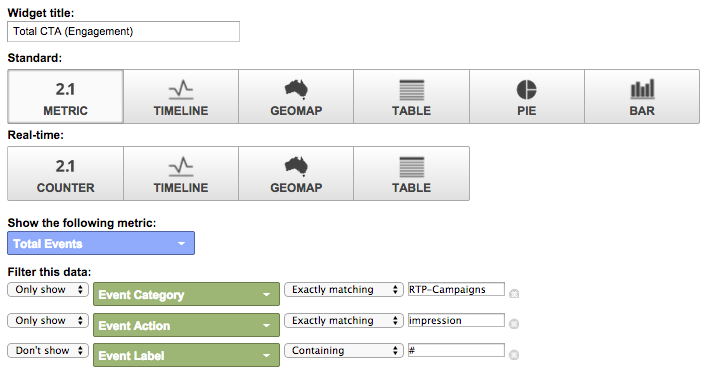 Widget title:
Total CTA (Engagement)
Standard:
2.1
METRIC TIMELINE GEOMAP TABLE PIE BAR
Real-time:
2.1
COUNTER TIMELINE GEOMAP TABLE
Show the following metric:
Total Events
Filter this data:
Only show Event Category Exactly matching RTP-Campaigns
Only show Event Action Exactly matching impression
Don't show Event Label Containing #